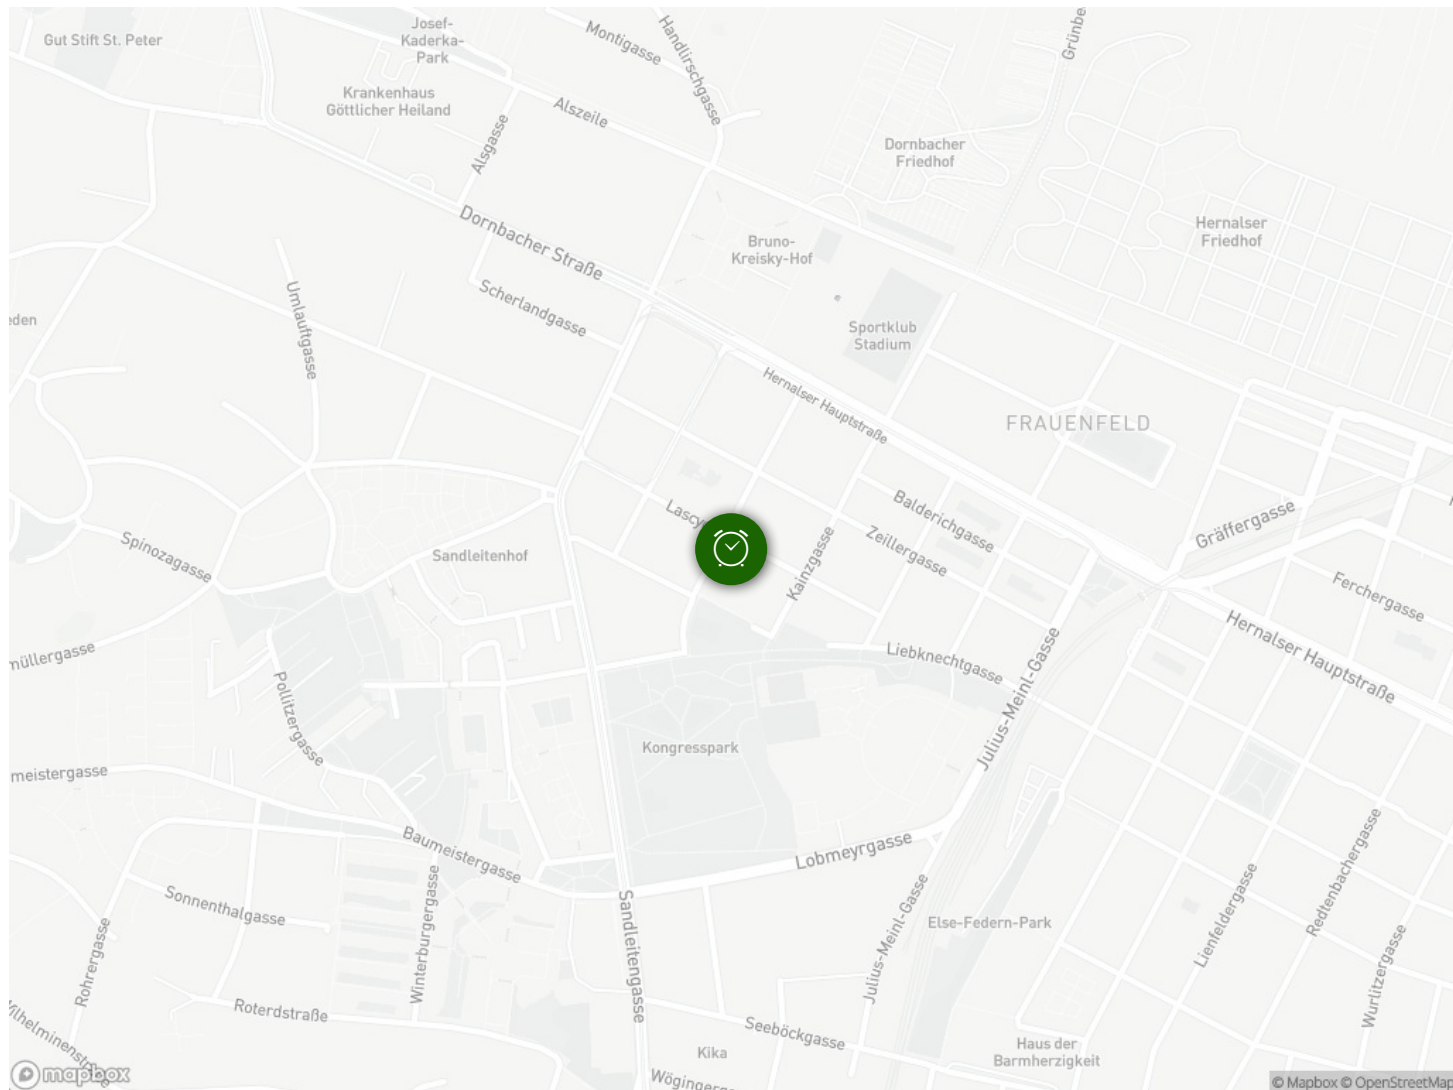 Gut Stift St. Peter
Josef-
Kaderka-
Park
Montigasse
Handlirschgasse
Krankenhaus
Göttlicher Heiland
Alszeile
Alsgasse
Dornbacher
Friedhof
Hernalser
Friedhof
Dornbacher Straße
Bruno-
Kreisky-Hof
Scherlandgasse
Umlauftgasse
Sportklub
Stadium
Hernalser Hauptstraße
FRAUENFELD
Balderichgasse
Zeillergasse
Kainzgasse
Gräffergasse
Ferchergasse
Spinozagasse
Sandleitenhof
Hernalser Hauptstraße
Liebknechtgasse
Julius-Meinl-Gasse
Pollitzergasse
Kongresspark
Baumeistergasse
Lobmeyrgasse
Sonnenthalgasse
Winterburgergasse
Sandleitengasse
Rohrergasse
Julius-Meinl-Gasse
Else-Federn-Park
Lienfeldergasse
Redtenbachergasse
Wurlitzergasse
Roterdstraße
Seeböckgasse
Kika
Haus der
Barmherzigkeit
mapbox
© Mapbox © OpenStreetMap